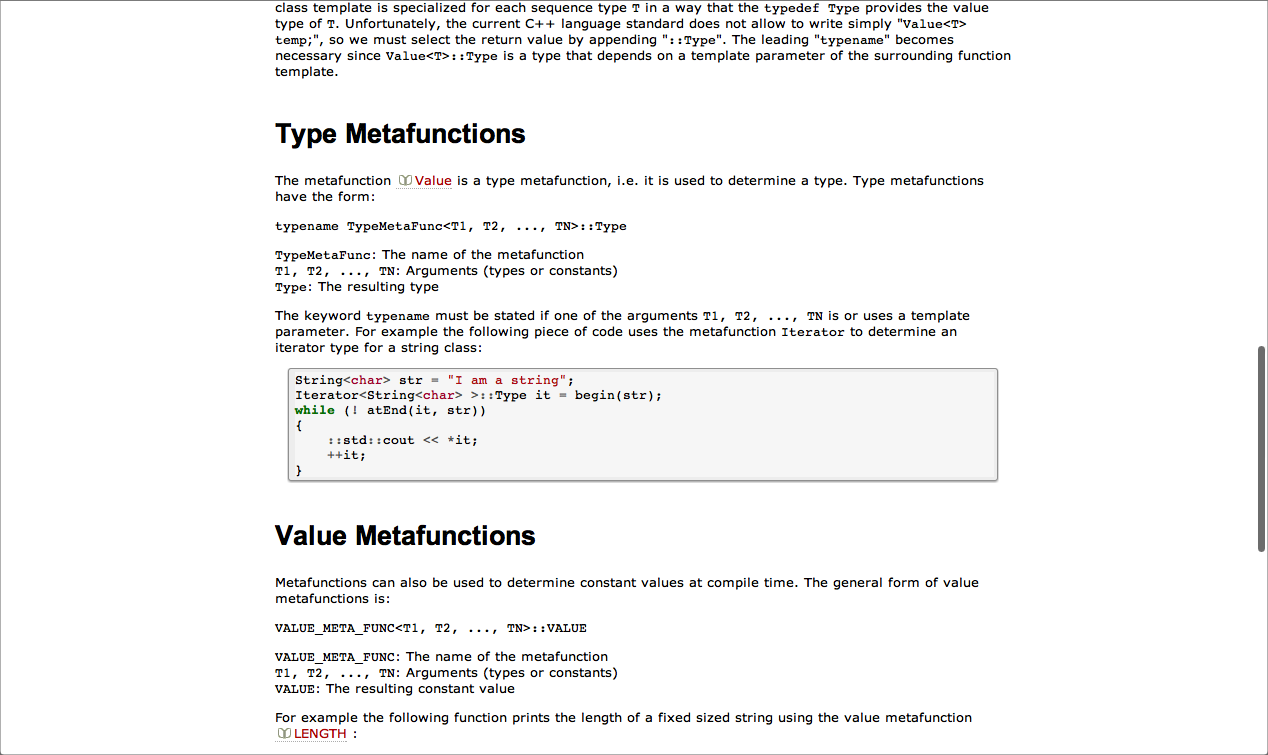 class template is specialized for each sequence type T in a way that the typedef Type provides the value
type of T. Unfortunately, the current C++ language standard does not allow to write simply "Value<T>
temp;", so we must select the return value by appending "::Type". The leading "typename" becomes
necessary since Value<T>::Type is a type that depends on a template parameter of the surrounding function
template.
Type Metafunctions
The metafunction Value is a type metafunction, i.e. it is used to determine a type. Type metafunctions
have the form:
typename TypeMetaFunc<T1, T2, ..., TN>::Type
TypeMetaFunc: The name of the metafunction
T1, T2, ..., TN: Arguments (types or constants)
Type: The resulting type
The keyword typename must be stated if one of the arguments T1, T2, ..., TN is or uses a template
parameter. For example the following piece of code uses the metafunction Iterator to determine an
iterator type for a string class:
String<char> str = "I am a string";
Iterator<String<char> >::Type it = begin(str);
while (! atEnd(it, str))
{
    ::std::cout << *it;
    ++it;
}
Value Metafunctions
Metafunctions can also be used to determine constant values at compile time. The general form of value
metafunctions is:
VALUE_META_FUNC<T1, T2, ..., TN>::VALUE
VALUE_META_FUNC: The name of the metafunction
T1, T2, ..., TN: Arguments (types or constants)
VALUE: The resulting constant value
For example the following function prints the length of a fixed sized string using the value metafunction
LENGTH :